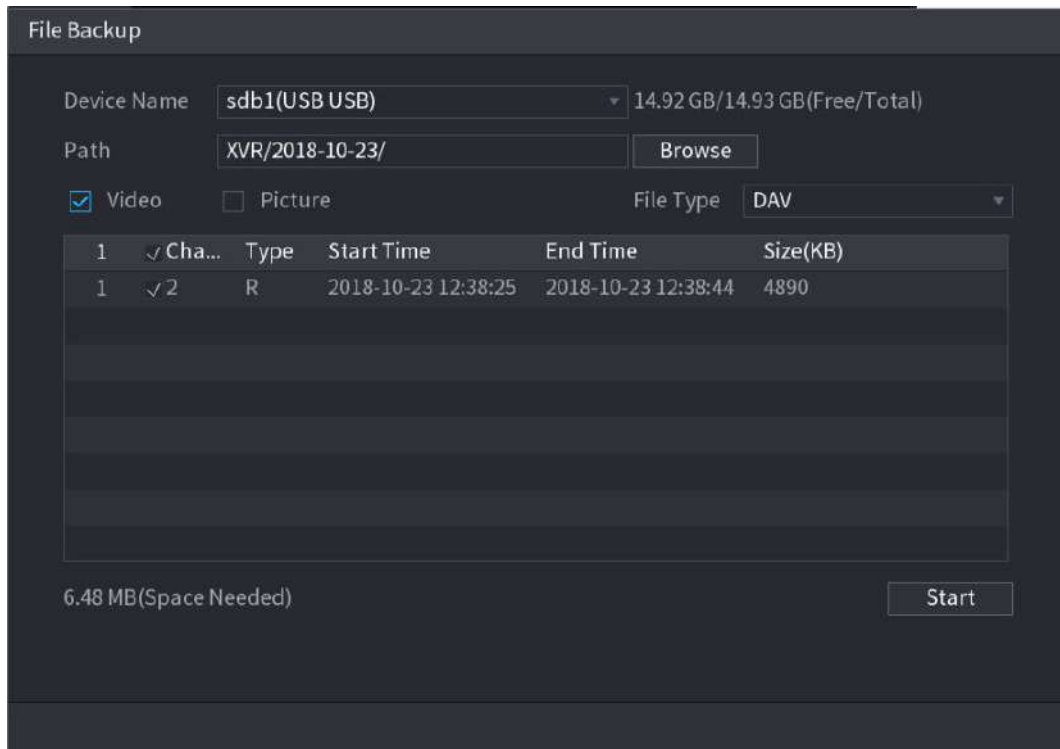 File Backup
Device Name sdb1(USB USB) 14.92 GB/14.93 GB(Free/Total)
Path XVR/2018-10-23/ Browse
Video Picture File Type DAV
1 Cha... Type Start Time End Time Size(KB)
1 2 R 2018-10-23 12:38:25 2018-10-23 12:38:44 4890
6.48 MB(Space Needed) Start